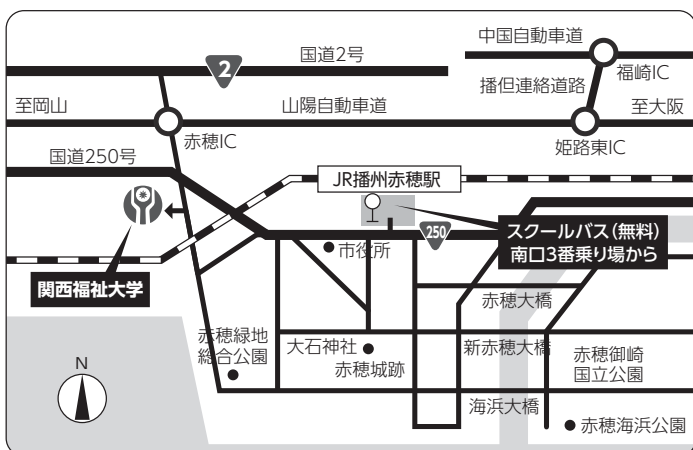 中国自動車道
国道2号
2
福崎IC
播但連絡道路
至岡山
山陽自動車道
至大阪
赤穂IC
姫路東IC
国道250号
JR播州赤穂駅
250
スクールバス(無料)
南口3番乗り場から
市役所
関西福祉大学
赤穂大橋
赤穂緑地
総合公園
大石神社
赤穂城跡
新赤穂大橋
赤穂御崎
国立公園
N
海浜大橋
赤穂海浜公園